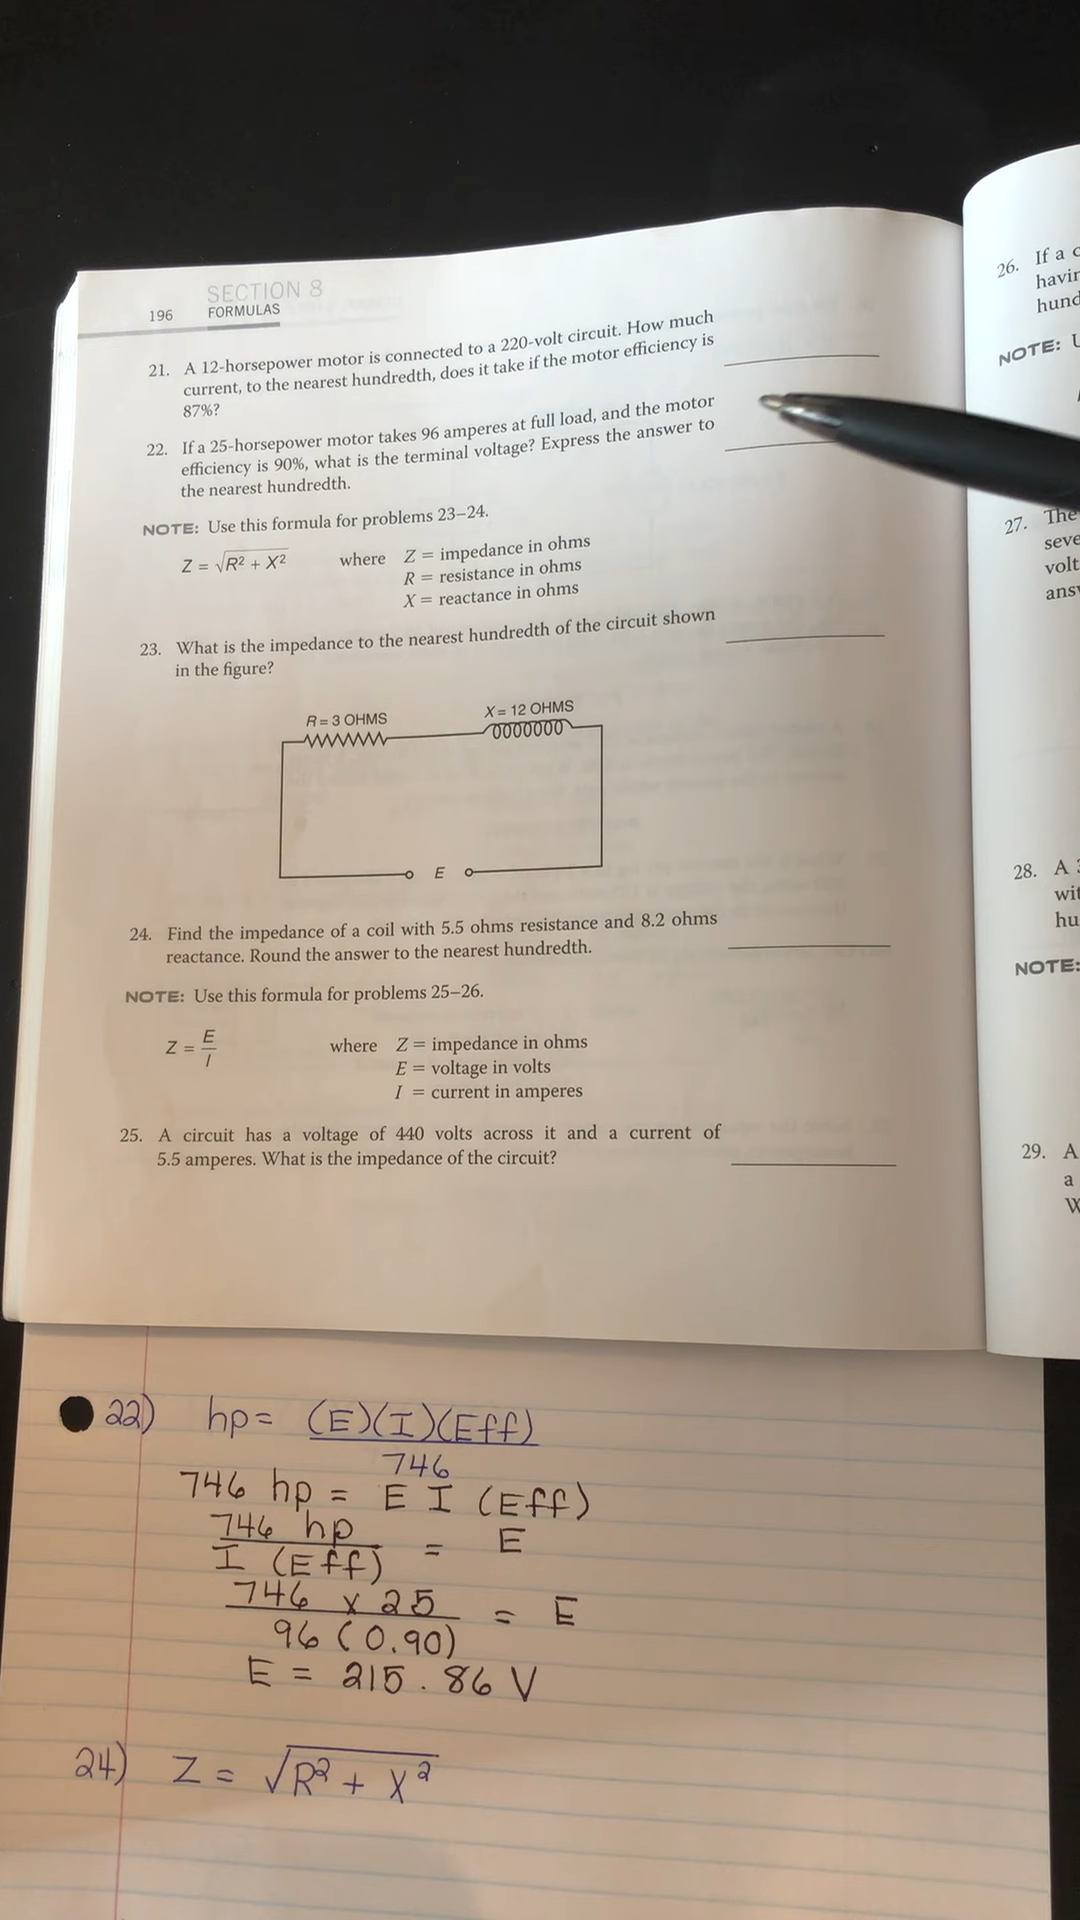 SECTION 8
196 FORMULAS
21. A 12-horsepower motor is connected to a 220-volt circuit. How much
current, to the nearest hundredth, does it take if the motor efficiency is
87%?
22. If a 25-horsepower motor takes 96 amperes at full load, and the motor
efficiency is 90%, what is the terminal voltage? Express the answer to
the nearest hundredth.
NOTE: Use this formula for problems 23–24.
Z = √R² + X² where Z = impedance in ohms
R = resistance in ohms
X = reactance in ohms
23. What is the impedance to the nearest hundredth of the circuit shown
in the figure?
R = 3 OHMS X = 12 OHMS
E
24. Find the impedance of a coil with 5.5 ohms resistance and 8.2 ohms
reactance. Round the answer to the nearest hundredth.
NOTE: Use this formula for problems 25–26.
Z = E/I where Z = impedance in ohms
E = voltage in volts
I = current in amperes
25. A circuit has a voltage of 440 volts across it and a current of
5.5 amperes. What is the impedance of the circuit?
26. If a
NOTE:
27. The
volt
28. A
29. A
a
22) hp = (E)(I)(Eff)
746
746 hp = E I (Eff)
746 hp
I (Eff) = E
746 x 25
96 (0.90) = E
E = 215.86 V
24) Z = √R² + X²